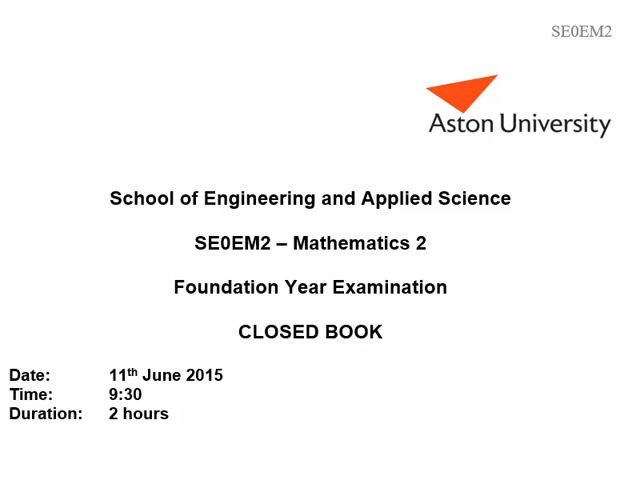 SE0EM2
Aston University
School of Engineering and Applied Science
SE0EM2 – Mathematics 2
Foundation Year Examination
CLOSED BOOK
Date: 11th June 2015
Time: 9:30
Duration: 2 hours